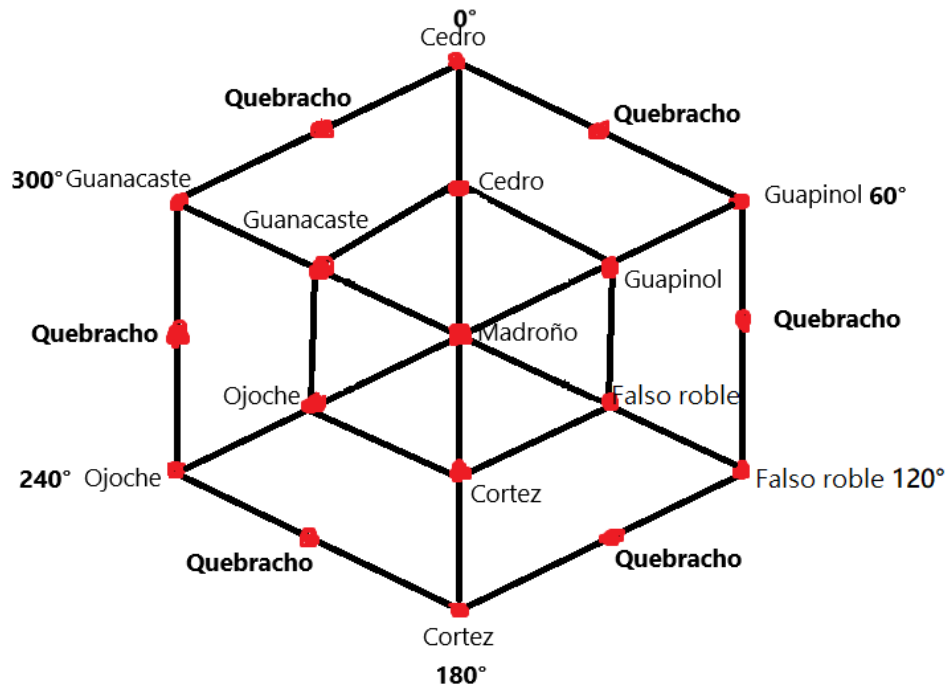 0°
Cedro
Quebracho
Quebracho
300° Guanacaste
Cedro
Guapinol 60°
Guanacaste
Guapinol
Quebracho
Madroño
Quebracho
Ojoche
Falso roble
240° Ojoche
Falso roble 120°
Cortez
Quebracho
Quebracho
Cortez
180°